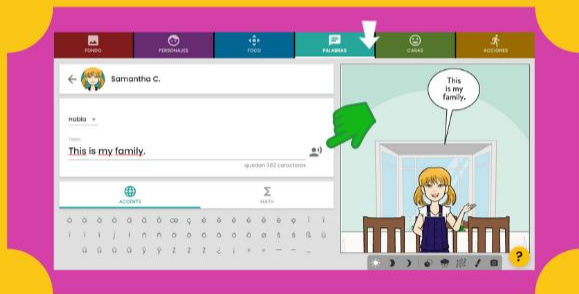 FONDO
PERSONAJES
FOCO
PALABRAS
CARAS
ACCIONES
Samantha C.
Habla
Texto
This is my family.
quedan 282 caracteres
ACCENTS
Σ
MATH
This
is my
family.
?